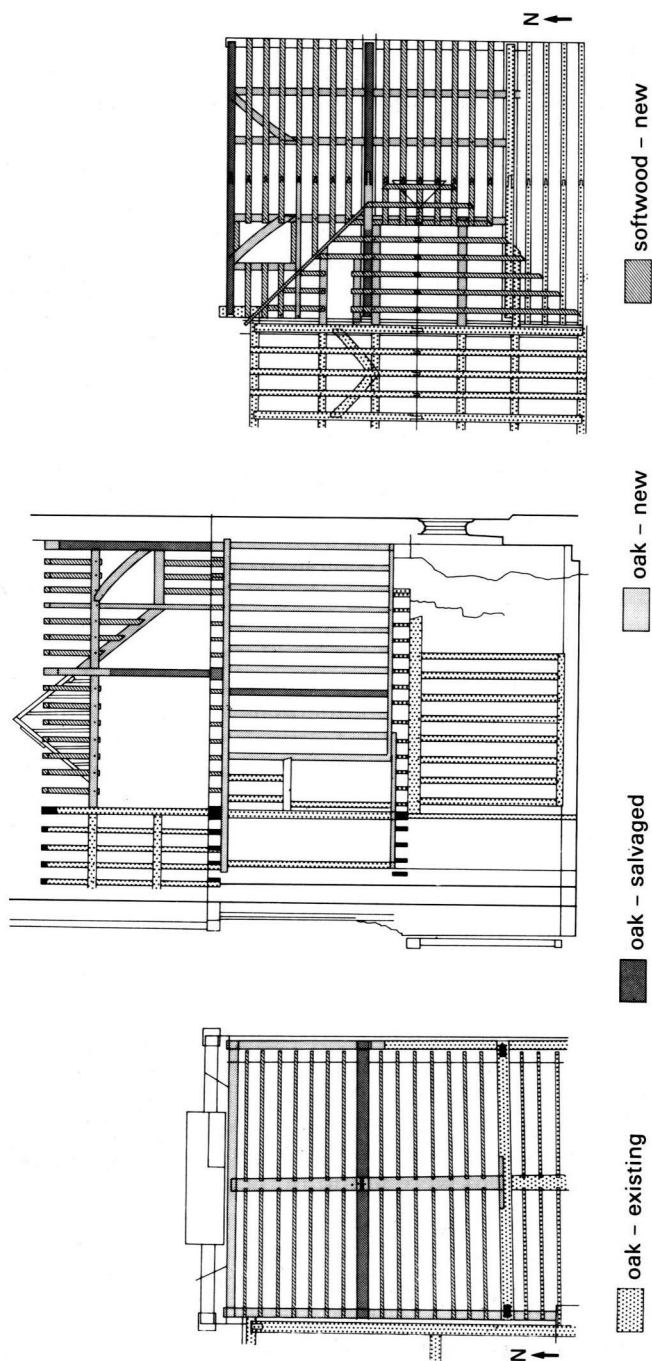 N
N
oak – existing
oak – salvaged
oak – new
softwood – new